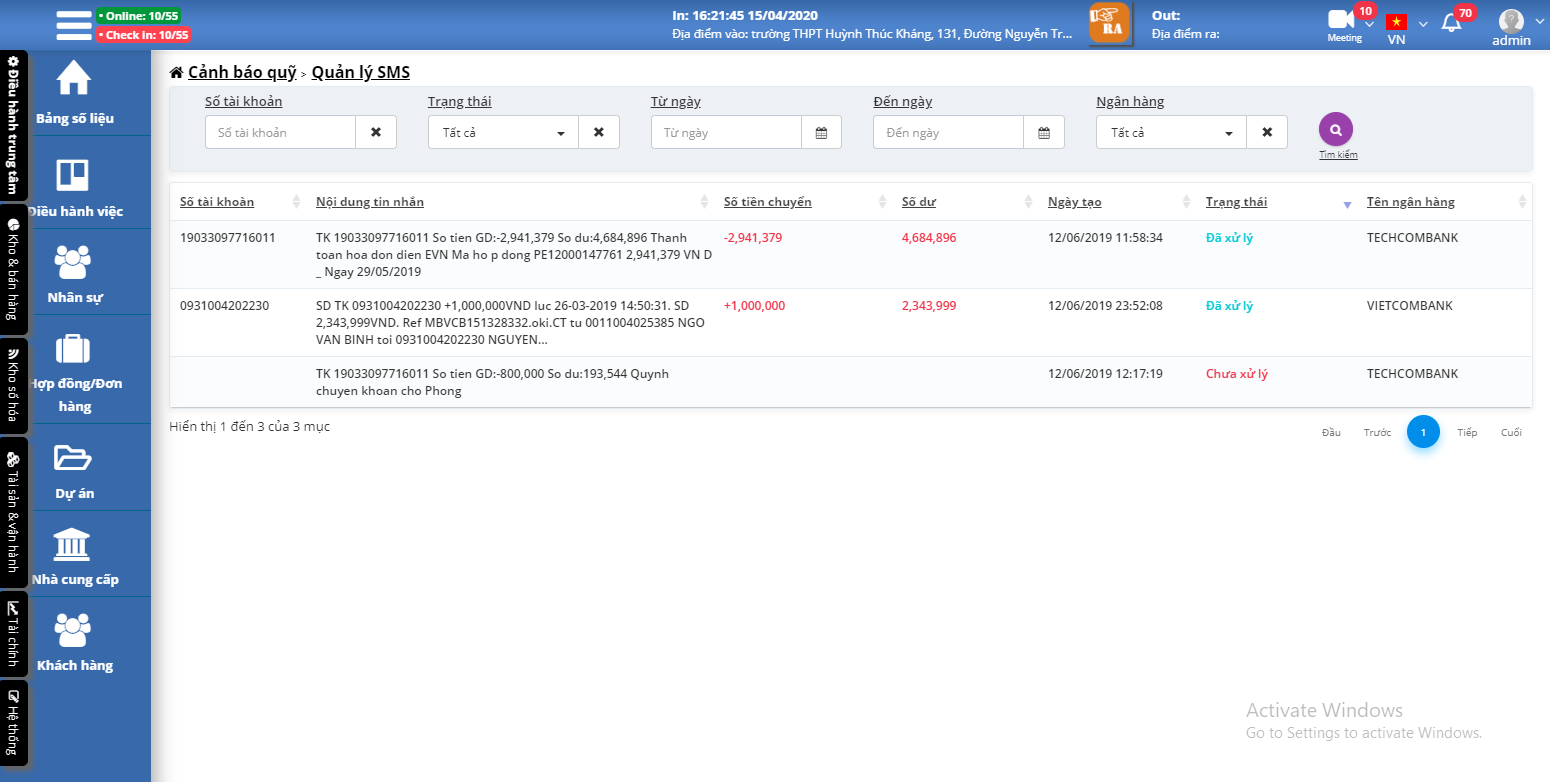 • Online: 10/55
• Check in: 10/55
In: 16:21:45 15/04/2020
Địa điểm vào: trường THPT Huỳnh Thúc Kháng, 131, Đường Nguyễn Tr...
RA
Out:
Địa điểm ra:
10
Meeting
VN
70
admin
Điều hành trung tâm
Kho & bán hàng
Kho số hóa
Tài sản & vận hành
Tài chính
Hệ thống
Bảng số liệu
Điều hành việc
Nhân sự
Hợp đồng/Đơn
hàng
Dự án
Nhà cung cấp
Khách hàng
Cảnh báo quỹ > Quản lý SMS
Số tài khoản
Trạng thái
Từ ngày
Đến ngày
Ngân hàng
Số tài khoản
Tất cả
Từ ngày
Đến ngày
Tất cả
Tìm kiếm
Số tài khoản
Nội dung tin nhắn
Số tiền chuyển
Số dư
Ngày tạo
Trạng thái
Tên ngân hàng
19033097716011
TK 19033097716011 So tien GD:-2,941,379 So du:4,684,896 Thanh
toan hoa don dien EVN Ma ho p dong PE12000147761 2,941,379 VN D
_ Ngay 29/05/2019
-2,941,379
4,684,896
12/06/2019 11:58:34
Đã xử lý
TECHCOMBANK
0931004202230
SD TK 0931004202230 +1,000,000VND luc 26-03-2019 14:50:31. SD
2,343,999VND. Ref MBVCB151328332.oki.CT tu 0011004025385 NGO
VAN BINH toi 0931004202230 NGUYEN...
+1,000,000
2,343,999
12/06/2019 23:52:08
Đã xử lý
VIETCOMBANK
TK 19033097716011 So tien GD:-800,000 So du:193,544 Quynh
chuyen khoan cho Phong
12/06/2019 12:17:19
Chưa xử lý
TECHCOMBANK
Hiển thị 1 đến 3 của 3 mục
Đầu
Trước
1
Tiếp
Cuối
Activate Windows
Go to Settings to activate Windows.